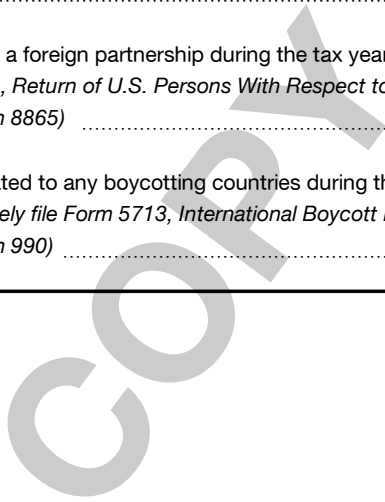 a foreign partnership during the tax year
, Return of U.S. Persons With Respect to
8865)
ted to any boycotting countries during th
ely file Form 5713, International Boycott
990)
COPY